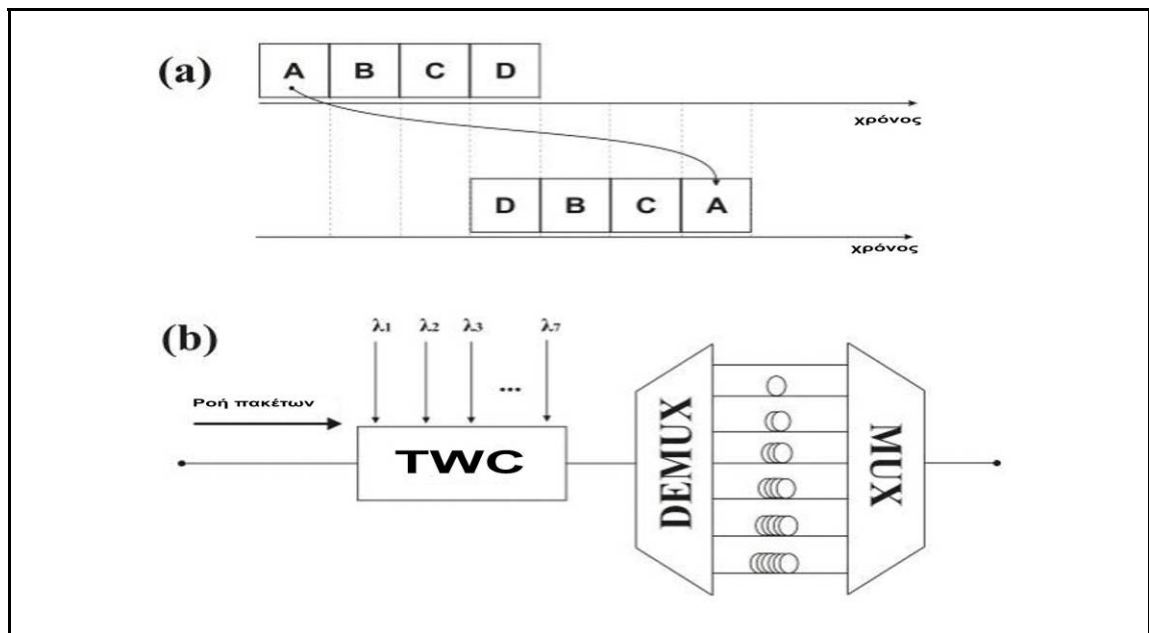 (a)
A B C D
χρόνος
D B C A
χρόνος
(b)
λ1 λ2 λ3 ... λ7
Ροή πακέτων
TWC
DEMUX
MUX